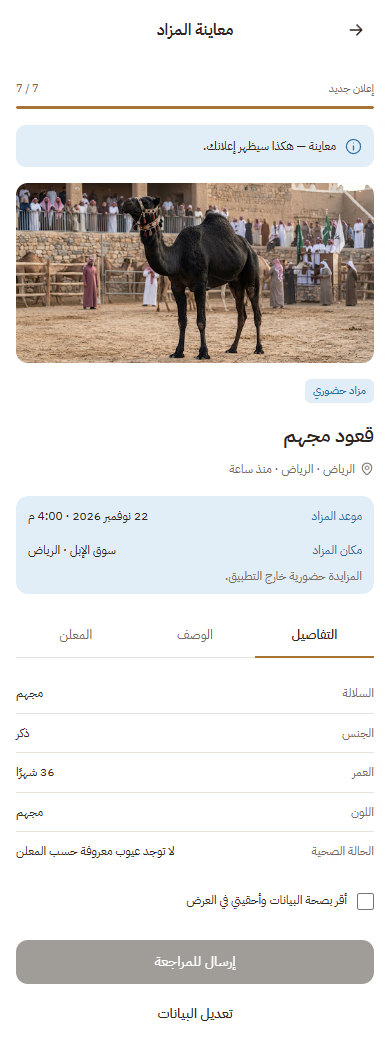 معاينة المزاد
إعلان جديد
7 / 7
معاينة — هكذا سيظهر إعلانك.
مزاد حضوري
قعود مجهم
الرياض · الرياض · منذ ساعة
موعد المزاد
22 نوفمبر 2026 · 4:00 م
مكان المزاد
سوق الإبل · الرياض
المزايدة حضورية خارج التطبيق.
التفاصيل
الوصف
المعلن
السلالة
مجهم
الجنس
ذكر
العمر
36 شهرًا
اللون
مجهم
الحالة الصحية
لا توجد عيوب معروفة حسب المعلن
أقر بصحة البيانات وأحقيتي في العرض
إرسال للمراجعة
تعديل البيانات